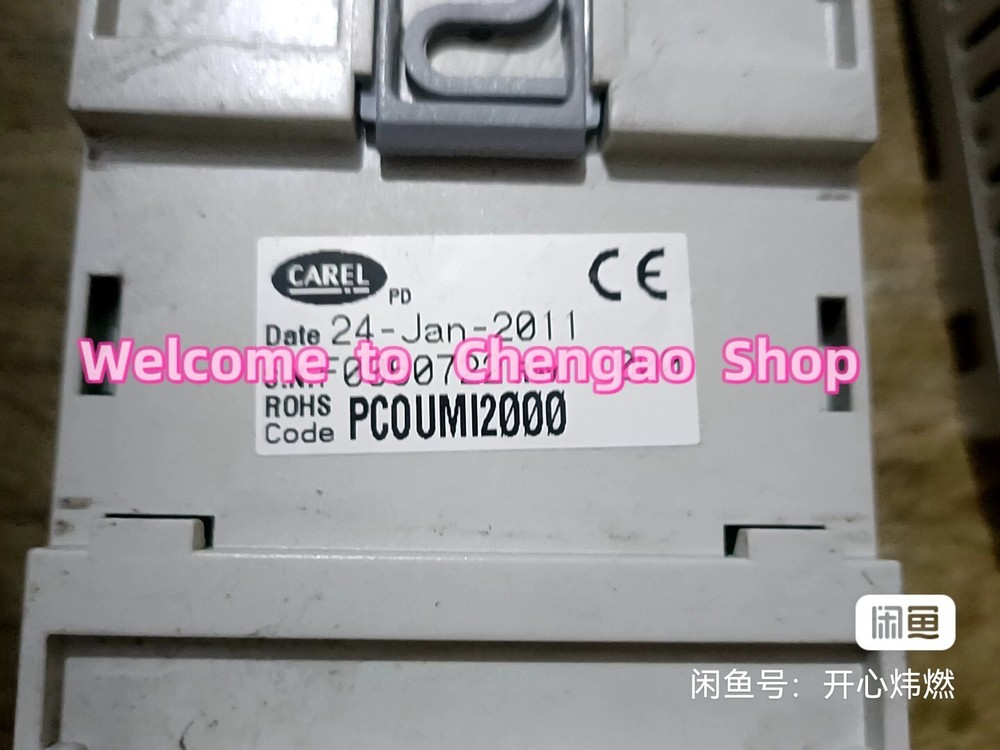 CAREL
PD
CE
Date 24-Jan-2011
Welcome to Chengao Shop
ROHS
Code PCOUMI2000
闲鱼
闲鱼号：开心炜燃